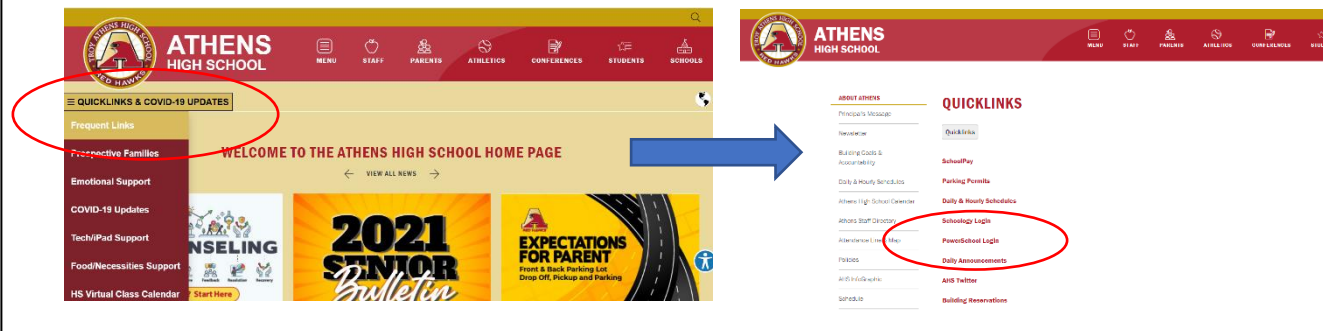 TROY ATHENS HIGH SCHOOL
RED HAWKS
ATHENS
HIGH SCHOOL
MENU
STAFF
PARENTS
ATHLETICS
CONFERENCES
STUDENTS
SCHOOLS
≡ QUICKLINKS & COVID-19 UPDATES
Frequent Links
Prospective Families
Emotional Support
COVID-19 Updates
Tech/iPad Support
Food/Necessities Support
HS Virtual Class Calendar
WELCOME TO THE ATHENS HIGH SCHOOL HOME PAGE
← VIEW ALL NEWS →
NSELING
Start Here
2021
SENIOR
Bulletin
EXPECTATIONS
FOR PARENT
Front & Back Parking Lot
Drop Off, Pickup and Parking
ATHENS
HIGH SCHOOL
MENU
STAFF
PARENTS
ATHLETICS
CONFERENCES
ABOUT ATHENS
Principal's Message
Newsletter
Building Goals &
Accountability
Daily & Hourly Schedules
Athens High School Calendar
Athens Staff Directory
Attendance Line & Map
Policies
AHS InfoGraphic
Schedule
QUICKLINKS
Quicklinks
SchoolPay
Parking Permits
Daily & Hourly Schedules
Schoology Login
PowerSchool Login
Daily Announcements
AHS Twitter
Building Reservations